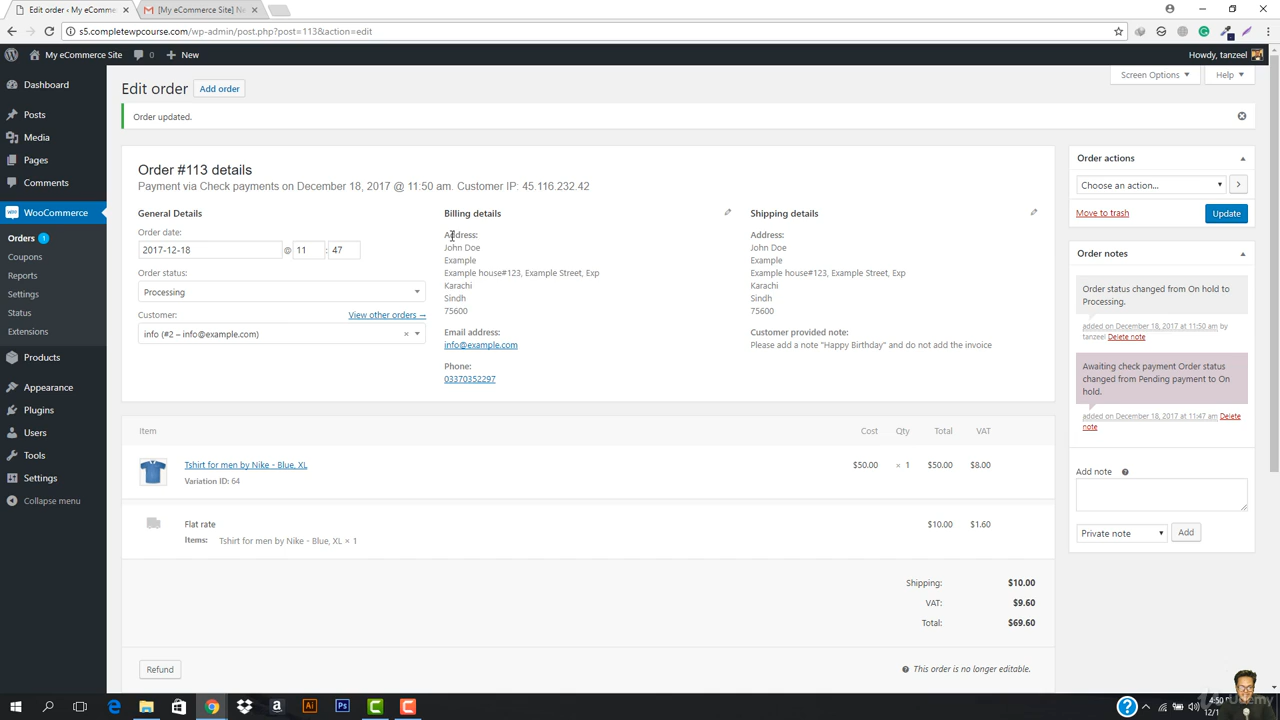 Edit order ‹ My eCommerce
[My eCommerce Site] Ne
s5.completewpcourse.com/wp-admin/post.php?post=113&action=edit
My eCommerce Site
0
New
Howdy, tanzeel
Dashboard
Posts
Media
Pages
Comments
WooCommerce
Orders 1
Coupons
Reports
Settings
Status
Extensions
Products
Appearance
Plugins
Users
Tools
Settings
Collapse menu
Screen Options
Help
Edit order
Add order
Order updated.
Order #113 details
Payment via Check payments on December 18, 2017 @ 11:50 am. Customer IP: 45.116.232.42
General Details
Order date:
2017-12-18 @ 11 : 47
Order status:
Processing
Customer:
View other orders →
info (#2 – info@example.com) ×
Billing details
Address:
John Doe
Example
Example house#123, Example Street, Exp
Karachi
Sindh
75600
Email address:
info@example.com
Phone:
03370352297
Shipping details
Address:
John Doe
Example
Example house#123, Example Street, Exp
Karachi
Sindh
75600
Customer provided note:
Please add a note "Happy Birthday" and do not add the invoice
Item Cost Qty Total VAT
Tshirt for men by Nike - Blue, XL $50.00 × 1 $50.00 $8.00
Variation ID: 64
Flat rate $10.00 $1.60
Items: Tshirt for men by Nike - Blue, XL × 1
Shipping: $10.00
VAT: $9.60
Total: $69.60
Refund
This order is no longer editable.
Order actions
Choose an action...
Move to trash
Update
Order notes
Order status changed from On hold to
Processing.
added on December 18, 2017 at 11:50 am by
tanzeel Delete note
Awaiting check payment Order status
changed from Pending payment to On
hold.
added on December 18, 2017 at 11:47 am Delete
note
Add note
Private note
Add
4:50
12/1
Udemy